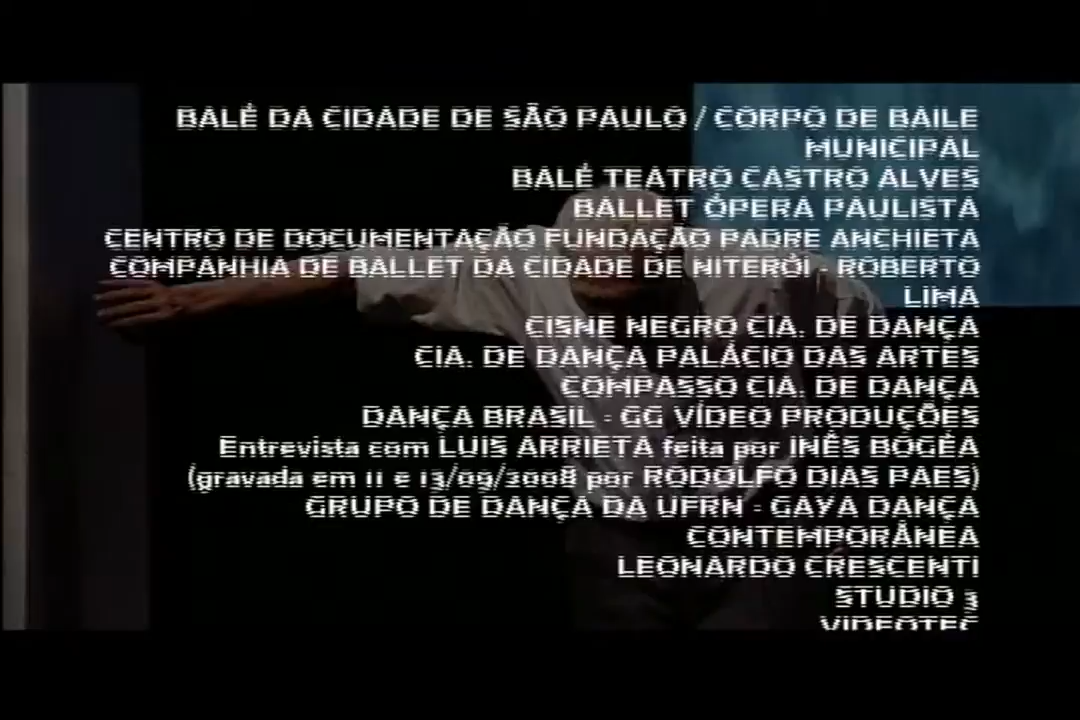 BALÉ DA CIDADE DE SÃO PAULO / CORPO DE BAILE
MUNICIPAL
BALÉ TEATRO CASTRO ALVES
BALLET ÓPERA PAULISTA
CENTRO DE DOCUMENTAÇÃO FUNDAÇÃO PADRE ANCHIETA
COMPANHIA DE BALLET DA CIDADE DE NITERÓI - ROBERTO
LIMA
CISNE NEGRO CIA. DE DANÇA
CIA. DE DANÇA PALÁCIO DAS ARTES
COMPASSO CIA. DE DANÇA
DANÇA BRASIL - GG VÍDEO PRODUÇÕES
Entrevista com LUIS ARRIETA feita por INÊS BOGÉA
(gravada em 11 e 13/09/2008 por RODOLFO DIAS PAES)
GRUPO DE DANÇA DA UFRN - GAYA DANÇA
CONTEMPORÂNEA
LEONARDO CRESCENTI
STUDIO 3